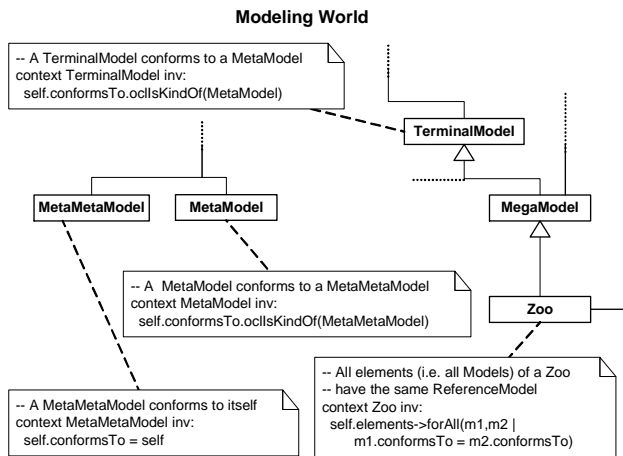 Modeling World
-- A TerminalModel conforms to a MetaModel
context TerminalModel inv:
self.conformsTo.oclIsKindOf(MetaModel)
TerminalModel
MetaMetaModel
MetaModel
MegaModel
-- A  MetaModel conforms to a MetaMetaModel
context MetaModel inv:
self.conformsTo.oclIsKindOf(MetaMetaModel)
Zoo
-- A MetaMetaModel conforms to itself
context MetaMetaModel inv:
self.conformsTo = self
-- All elements (i.e. all Models) of a Zoo
-- have the same ReferenceModel
context Zoo inv:
self.elements->forAll(m1,m2 |
m1.conformsTo = m2.conformsTo)